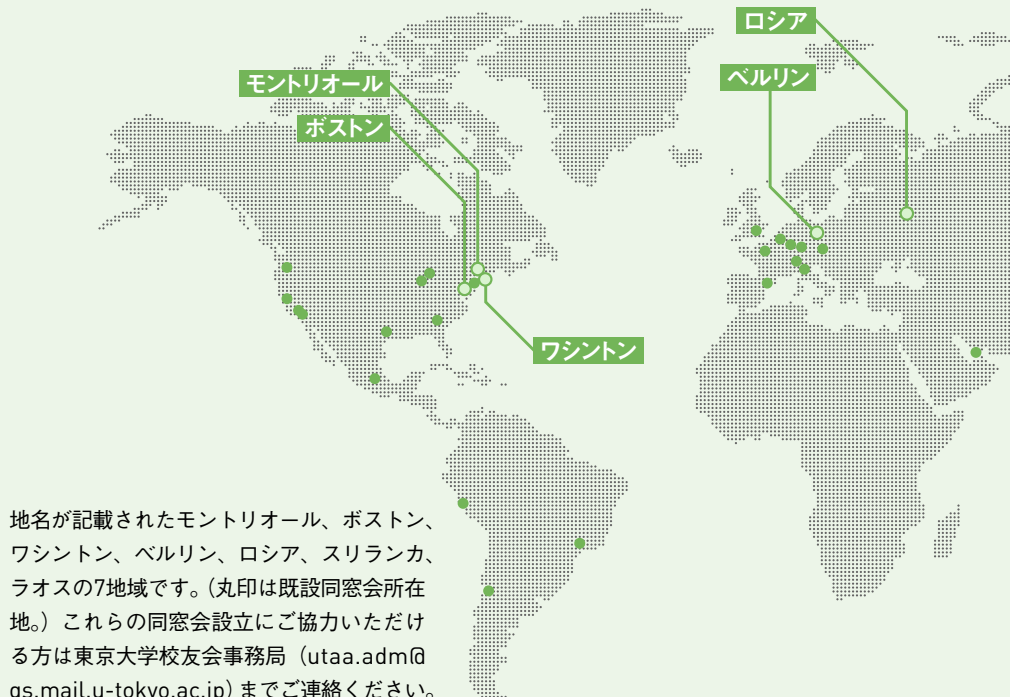 ロシア
モントリオール
ベルリン
ボストン
ワシントン
地名が記載されたモントリオール、ボストン、
ワシントン、ベルリン、ロシア、スリランカ、
ラオスの7地域です。（丸印は既設同窓会所在
地。）これらの同窓会設立にご協力いただけ
る方は東京大学校友会事務局（utaa.adm@
gs.mail.u-tokyo.ac.jp）までご連絡ください。